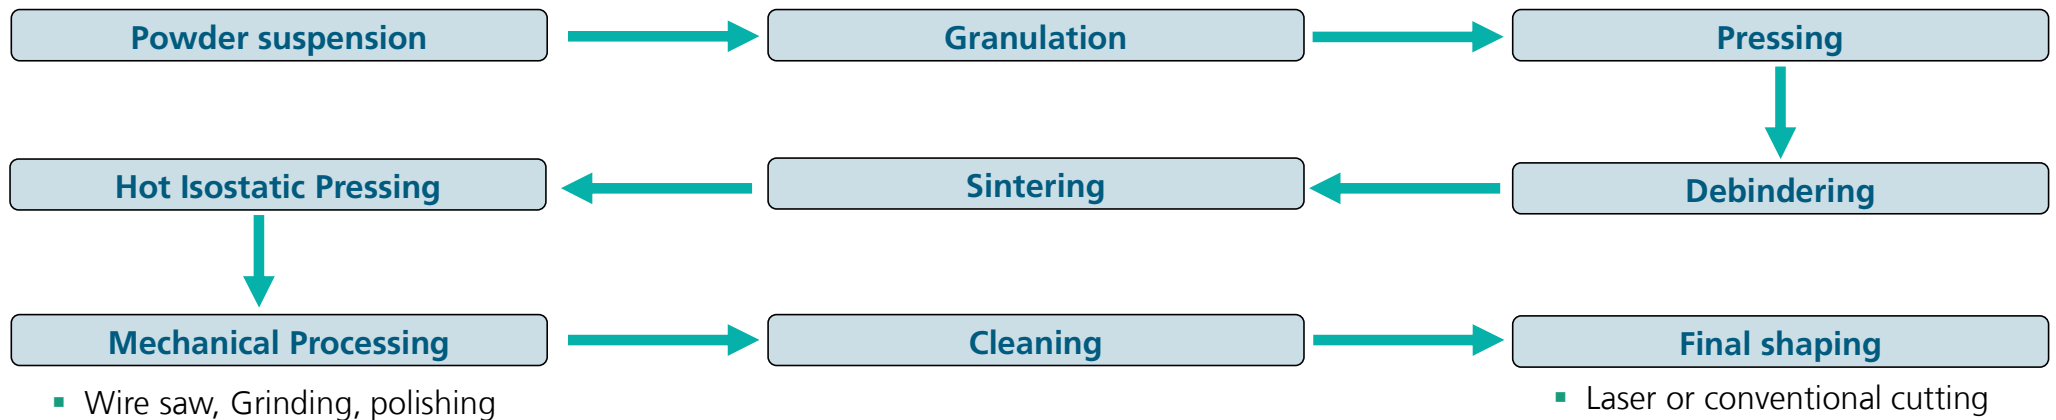 Powder suspension
Granulation
Pressing
Hot Isostatic Pressing
Sintering
Debindering
Mechanical Processing
Cleaning
Final shaping
▪ Wire saw, Grinding, polishing
▪ Laser or conventional cutting